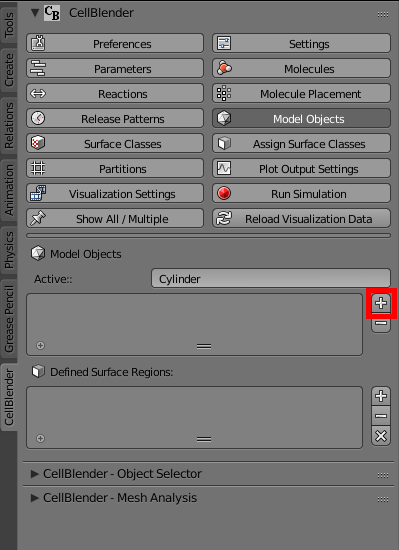 CellBlender
Preferences
Settings
Parameters
Molecules
Reactions
Molecule Placement
Release Patterns
Model Objects
Surface Classes
Assign Surface Classes
Partitions
Plot Output Settings
Visualization Settings
Run Simulation
Show All / Multiple
Reload Visualization Data
Model Objects
Active:: Cylinder
Defined Surface Regions:
CellBlender - Object Selector
CellBlender - Mesh Analysis
Tools
Create
Relations
Animation
Physics
Grease Pencil
CellBlender